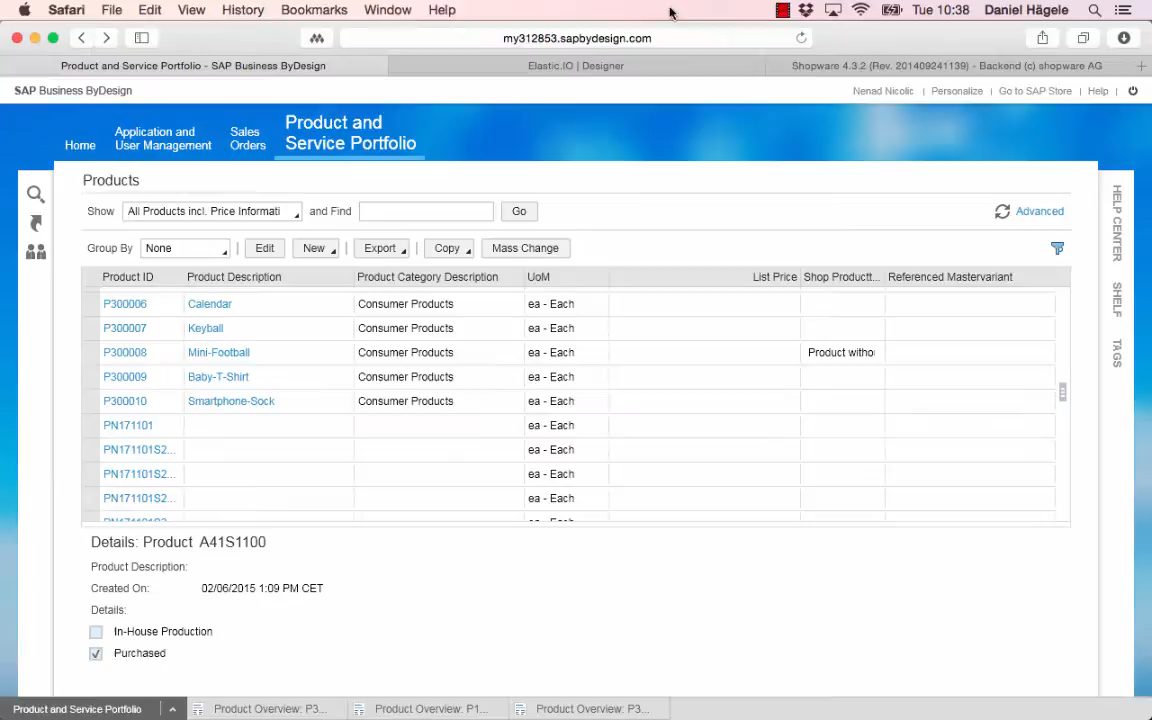 Safari File Edit View History Bookmarks Window Help Tue 10:38 Daniel Hägele
my312853.sapbydesign.com
Product and Service Portfolio - SAP Business ByDesign Elastic.IO | Designer Shopware 4.3.2 (Rev. 201409241139) - Backend (c) shopware AG
SAP Business ByDesign Nenad Nicolic | Personalize | Go to SAP Store | Help |
Home
Application and
User Management
Sales
Orders
Product and
Service Portfolio
Products
Show All Products incl. Price Informati and Find Go Advanced
Group By None | Edit New | Export | Copy Mass Change
Product ID Product Description Product Category Description UoM List Price Shop Productt... Referenced Mastervariant
P300006 Calendar Consumer Products ea - Each
P300007 Keyball Consumer Products ea - Each
P300008 Mini-Football Consumer Products ea - Each Product witho
P300009 Baby-T-Shirt Consumer Products ea - Each
P300010 Smartphone-Sock Consumer Products ea - Each
PN171101 ea - Each
PN171101S2... ea - Each
PN171101S2... ea - Each
PN171101S2... ea - Each
Details: Product A41S1100
Product Description:
Created On: 02/06/2015 1:09 PM CET
Details:
In-House Production
Purchased
HELP CENTER
SHELF
TAGS
Product and Service Portfolio Product Overview: P3... Product Overview: P1... Product Overview: P3...